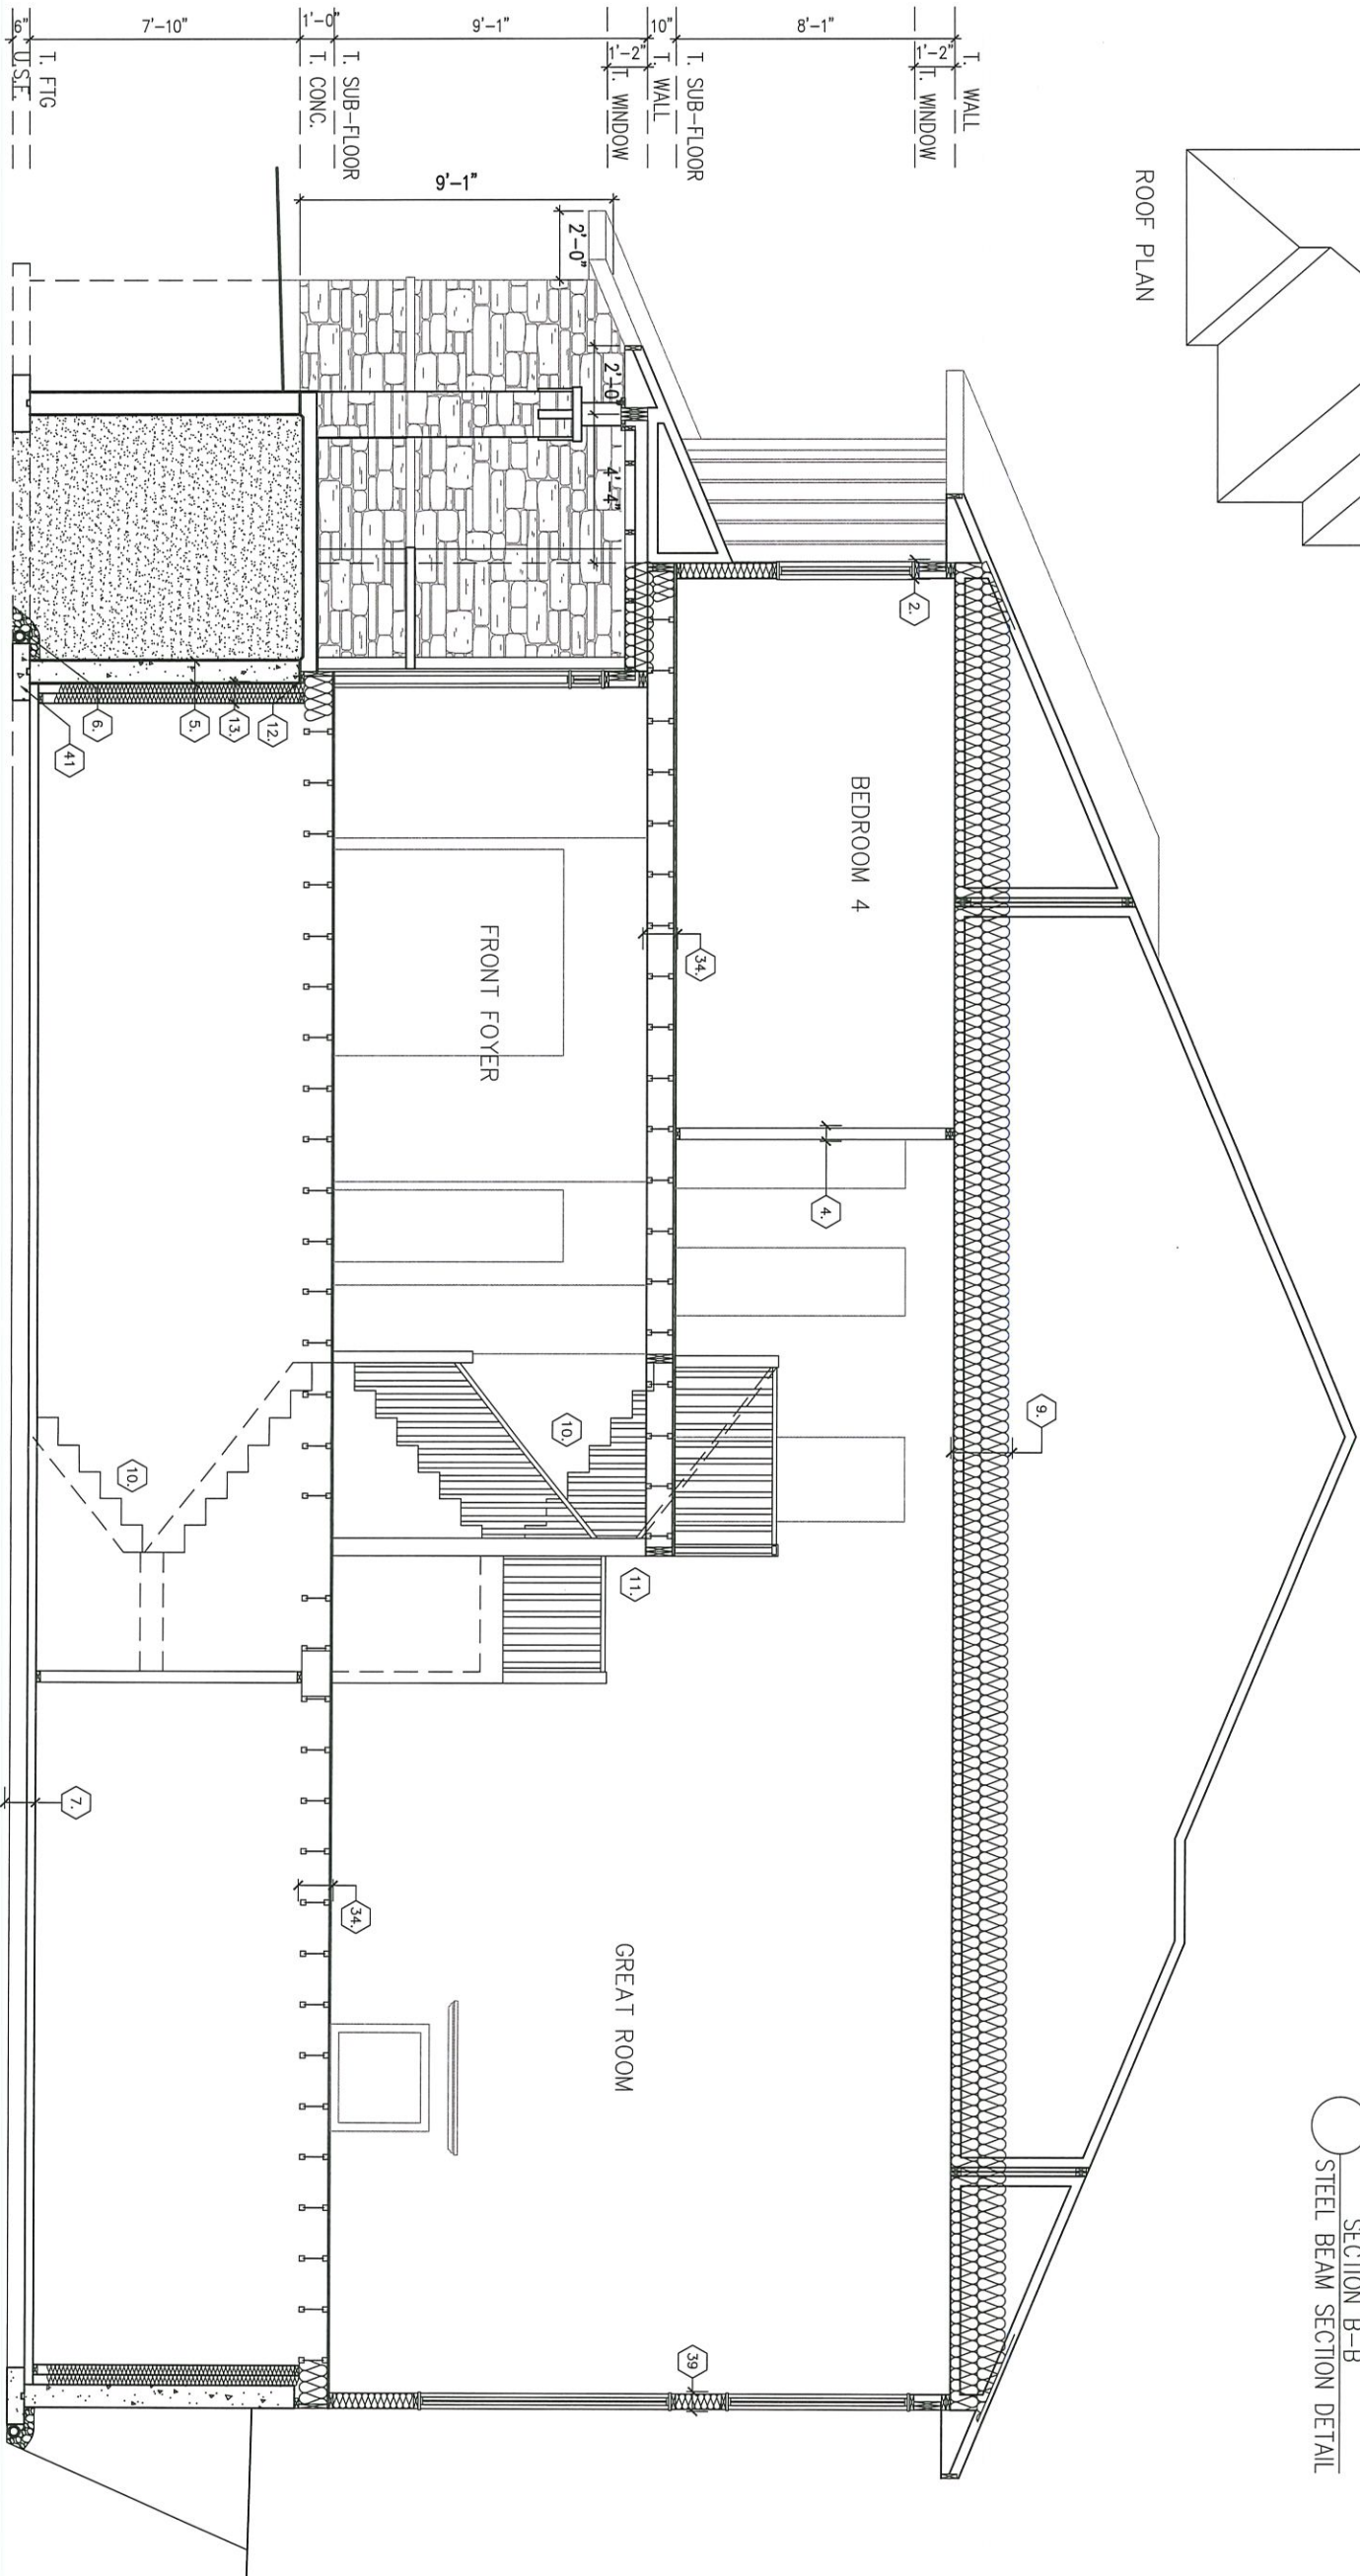 SECTION B-B
STEEL BEAM SECTION DETAIL
ROOF PLAN
T. WALL
1'-2"
T. WINDOW
8'-1"
T. SUB-FLOOR
10"
T. WALL
1'-2"
T. WINDOW
9'-1"
T. SUB-FLOOR
1'-0"
T. CONC.
7'-10"
T. FTG
6"
U.S.F.
9'-1"
2'-0"
2'-0"
4'-4"
2.
9.
BEDROOM 4
34.
4.
FRONT FOYER
10.
11.
GREAT ROOM
39
34.
12.
13.
5.
6.
41
10.
7.